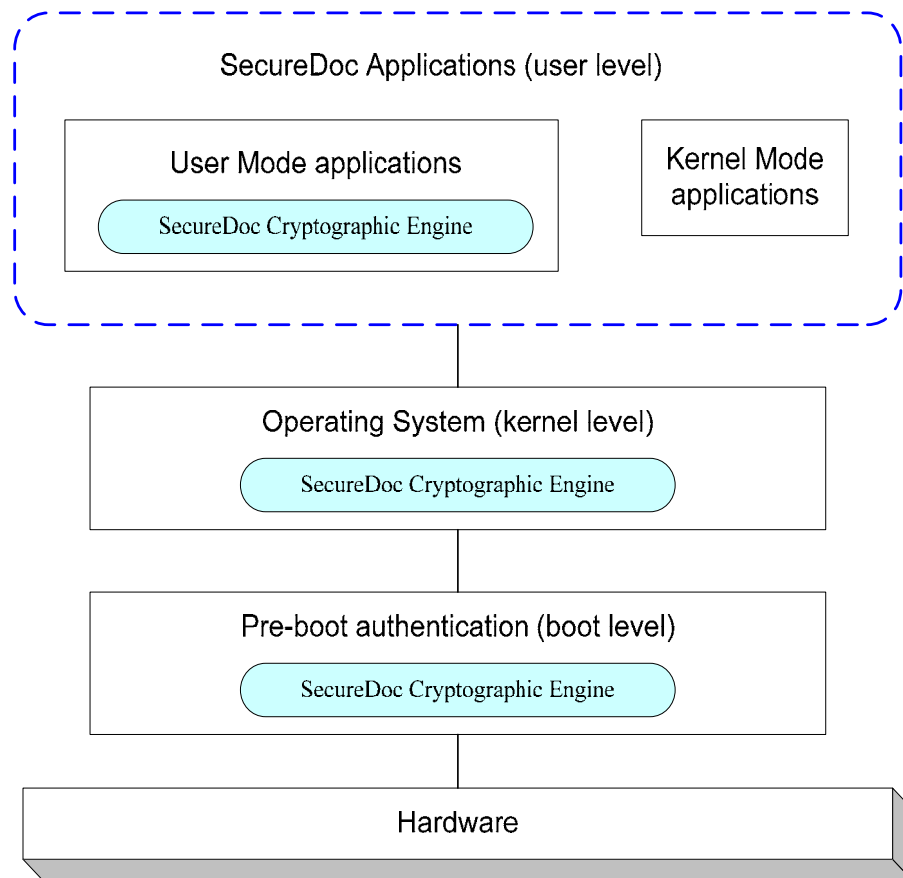 SecureDoc Applications (user level)
User Mode applications
SecureDoc Cryptographic Engine
Kernel Mode
applications
Operating System (kernel level)
SecureDoc Cryptographic Engine
Pre-boot authentication (boot level)
SecureDoc Cryptographic Engine
Hardware